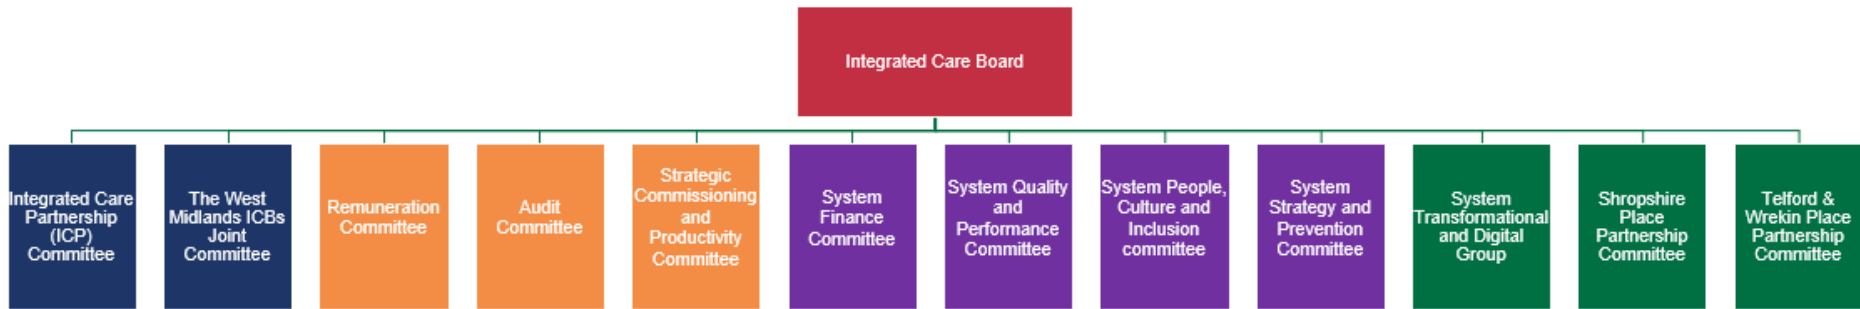 Integrated Care Board
Integrated Care
Partnership
(ICP)
Committee
The West
Midlands ICBs
Joint
Committee
Remuneration
Committee
Audit
Committee
Strategic
Commissioning
and
Productivity
Committee
System
Finance
Committee
System Quality
and
Performance
Committee
System People,
Culture and
Inclusion
committee
System
Strategy and
Prevention
Committee
System
Transformational
and Digital
Group
Shropshire
Place
Partnership
Committee
Telford &
Wrekin Place
Partnership
Committee